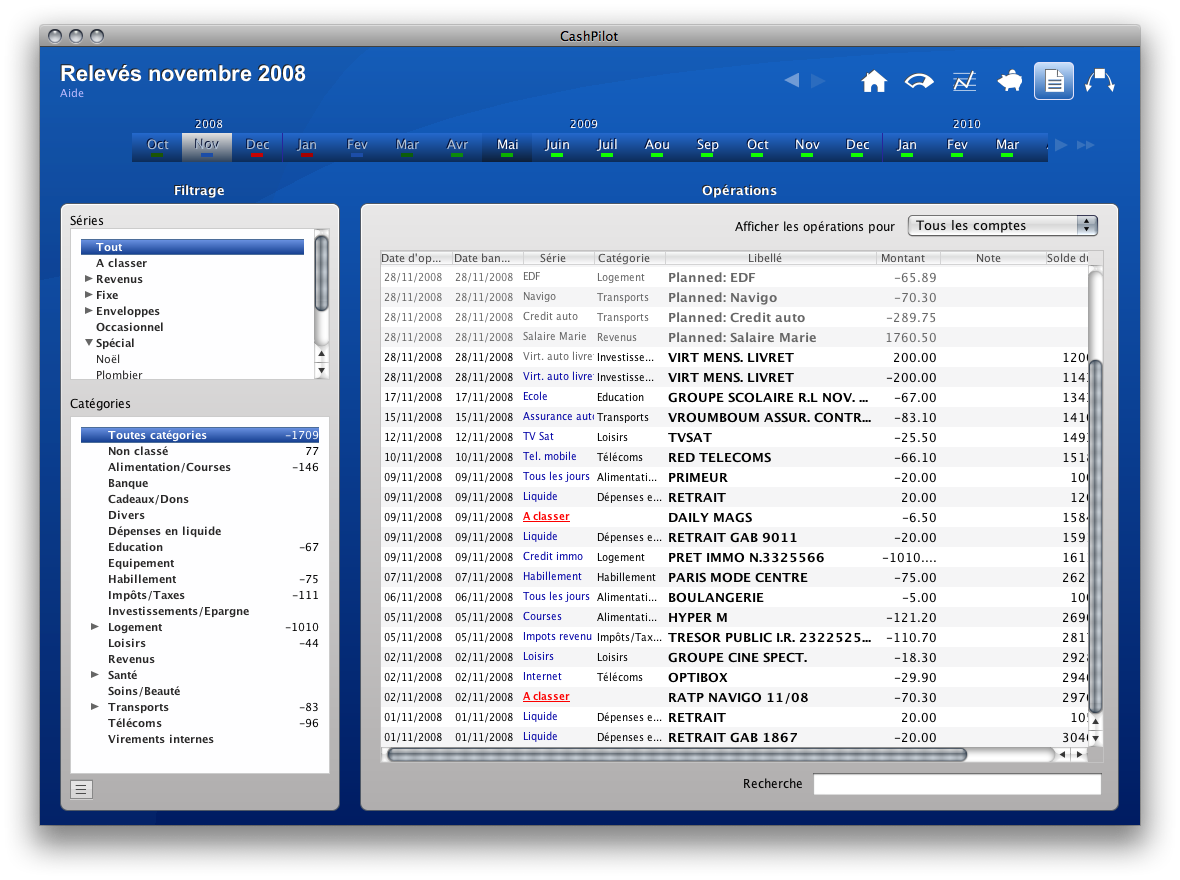 CashPilot
Relevés novembre 2008
Aide
2008 2009 2010
Oct Nov Dec Jan Fev Mar Avr Mai Juin Juil Aou Sep Oct Nov Dec Jan Fev Mar
Filtrage
Séries
Tout
A classer
Revenus
Fixe
Enveloppes
Occasionnel
Spécial
Noël
Plombier
Catégories
Toutes catégories -1709
Non classé 77
Alimentation/Courses -146
Banque
Cadeaux/Dons
Divers
Dépenses en liquide
Education -67
Equipement
Habillement -75
Impôts/Taxes -111
Investissements/Epargne
Logement -1010
Loisirs -44
Revenus
Santé
Soins/Beauté
Transports -83
Télécoms -96
Virements internes
Opérations
Afficher les opérations pour Tous les comptes
Date d'op... Date ban... Série Catégorie Libellé Montant Note Solde du
28/11/2008 28/11/2008 EDF Logement Planned: EDF -65.89
28/11/2008 28/11/2008 Navigo Transports Planned: Navigo -70.30
28/11/2008 28/11/2008 Credit auto Transports Planned: Credit auto -289.75
28/11/2008 28/11/2008 Salaire Marie Revenus Planned: Salaire Marie 1760.50
28/11/2008 28/11/2008 Virt. auto livre Investisse... VIRT MENS. LIVRET 200.00 1200
28/11/2008 28/11/2008 Virt. auto livre Investisse... VIRT MENS. LIVRET -200.00 114
17/11/2008 17/11/2008 Ecole Education GROUPE SCOLAIRE R.L NOV. ... -67.00 134
15/11/2008 15/11/2008 Assurance auto Transports VROUMBOUM ASSUR. CONTR... -83.10 141
12/11/2008 12/11/2008 TV Sat Loisirs TVSAT -25.50 149
10/11/2008 10/11/2008 Tel. mobile Télécoms RED TELECOMS -66.10 151
09/11/2008 09/11/2008 Tous les jours Alimentati... PRIMEUR -20.00 10
09/11/2008 09/11/2008 Liquide Dépenses e... RETRAIT 20.00 12
09/11/2008 09/11/2008 A classer DAILY MAGS -6.50 158
09/11/2008 09/11/2008 Liquide Dépenses e... RETRAIT GAB 9011 -20.00 159
09/11/2008 09/11/2008 Credit immo Logement PRET IMMO N.3325566 -1010.... 161
07/11/2008 07/11/2008 Habillement Habillement PARIS MODE CENTRE -75.00 262
06/11/2008 06/11/2008 Tous les jours Alimentati... BOULANGERIE -5.00 10
05/11/2008 05/11/2008 Courses Alimentati... HYPER M -121.20 269
05/11/2008 05/11/2008 Impots revenu Impôts/Tax... TRESOR PUBLIC I.R. 2322525... -110.70 281
02/11/2008 02/11/2008 Loisirs Loisirs GROUPE CINE SPECT. -18.30 292
02/11/2008 02/11/2008 Internet Télécoms OPTIBOX -29.90 294
02/11/2008 02/11/2008 A classer RATP NAVIGO 11/08 -70.30 297
01/11/2008 01/11/2008 Liquide Dépenses e... RETRAIT 20.00 10
01/11/2008 01/11/2008 Liquide Dépenses e... RETRAIT GAB 1867 -20.00 304
Recherche